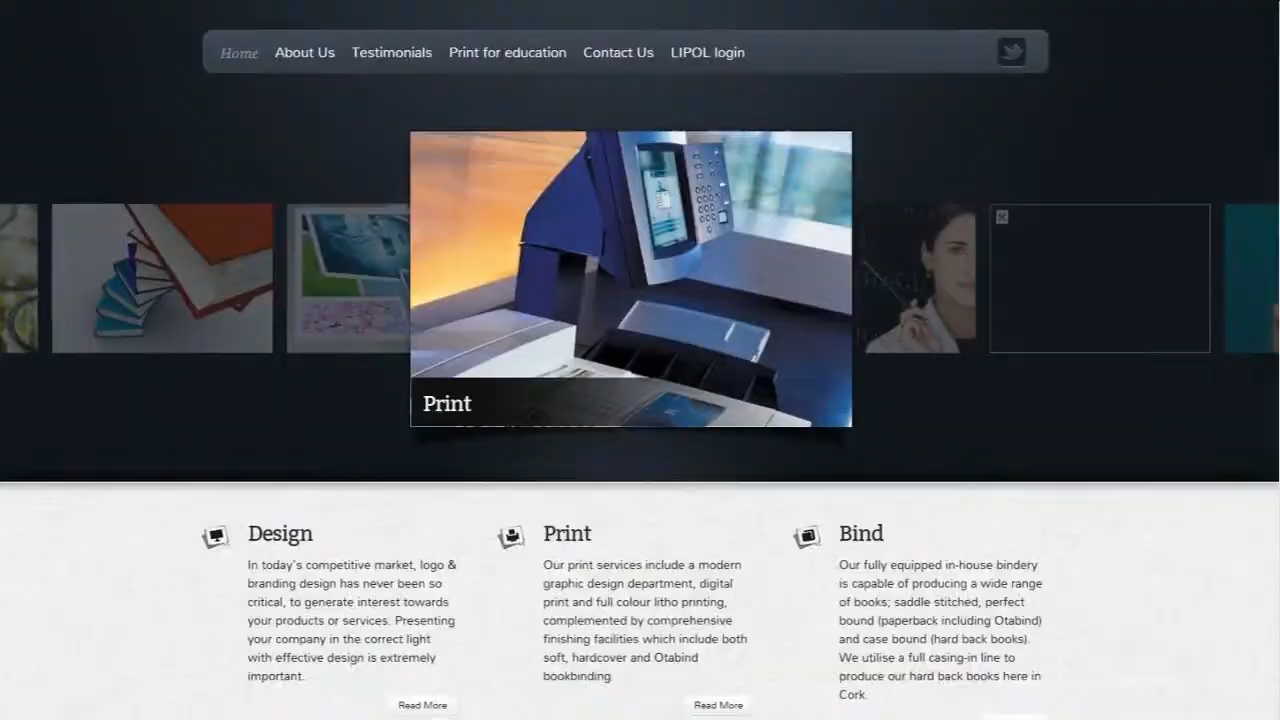 Home About Us Testimonials Print for education Contact Us LIPOL login
Print
Design
In today's competitive market, logo &
branding design has never been so
critical, to generate interest towards
your products or services. Presenting
your company in the correct light
with effective design is extremely
important.
Read More
Print
Our print services include a modern
graphic design department, digital
print and full colour litho printing,
complemented by comprehensive
finishing facilities which include both
soft, hardcover and Otabind
bookbinding.
Read More
Bind
Our fully equipped in-house bindery
is capable of producing a wide range
of books; saddle stitched, perfect
bound (paperback including Otabind)
and case bound (hard back books).
We utilise a full casing-in line to
produce our hard back books here in
Cork.